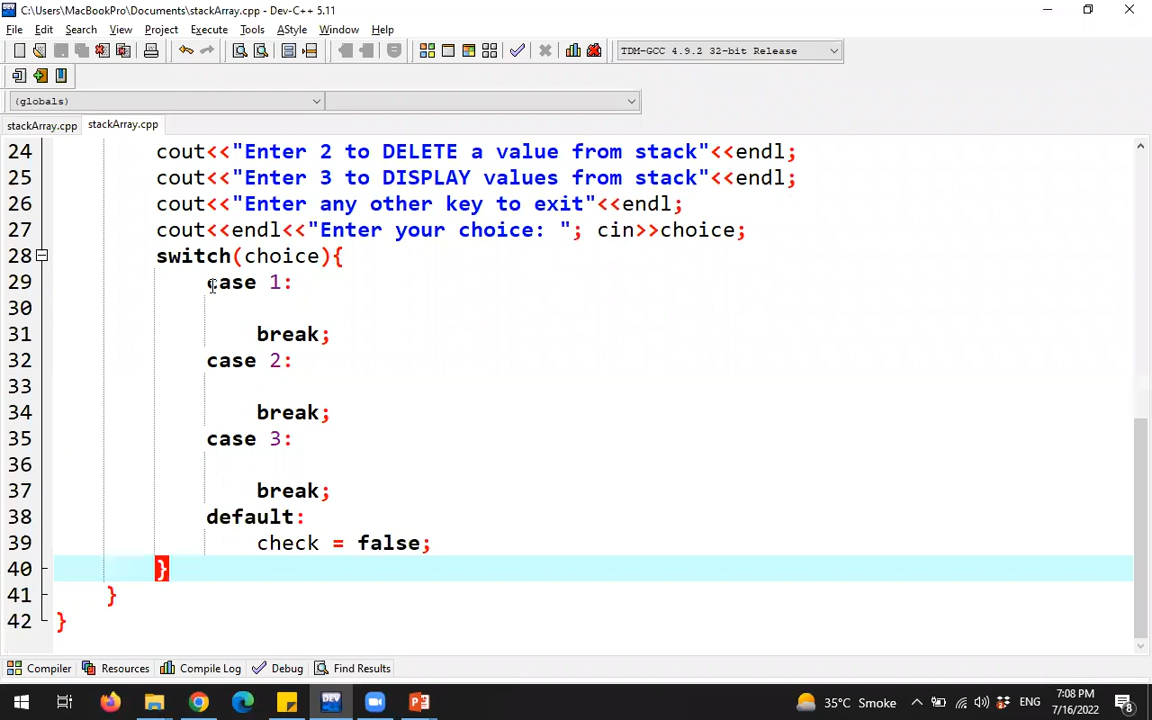 C:\Users\MacBookPro\Documents\stackArray.cpp - Dev-C++ 5.11
File Edit Search View Project Execute Tools AStyle Window Help
TDM-GCC 4.9.2 32-bit Release
(globals)
stackArray.cpp stackArray.cpp
24 cout<<"Enter 2 to DELETE a value from stack"<<endl;
25 cout<<"Enter 3 to DISPLAY values from stack"<<endl;
26 cout<<"Enter any other key to exit"<<endl;
27 cout<<endl<<"Enter your choice: "; cin>>choice;
28 switch(choice){
29 case 1:
30
31 break;
32 case 2:
33
34 break;
35 case 3:
36
37 break;
38 default:
39 check = false;
40 }
41 }
42 }
Compiler Resources Compile Log Debug Find Results
DEV 35°C Smoke ENG 7:08 PM
7/16/2022 8